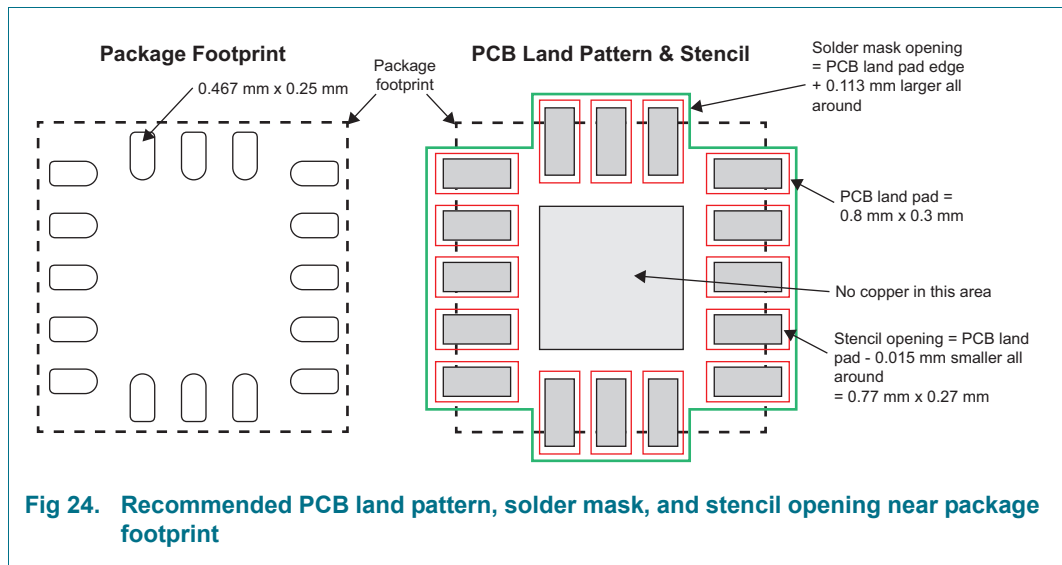 Package Footprint
0.467 mm x 0.25 mm
Package
footprint
PCB Land Pattern & Stencil
Solder mask opening
= PCB land pad edge
+ 0.113 mm larger all
around
PCB land pad =
0.8 mm x 0.3 mm
No copper in this area
Stencil opening = PCB land
pad - 0.015 mm smaller all
around
= 0.77 mm x 0.27 mm
Fig 24. Recommended PCB land pattern, solder mask, and stencil opening near package
footprint